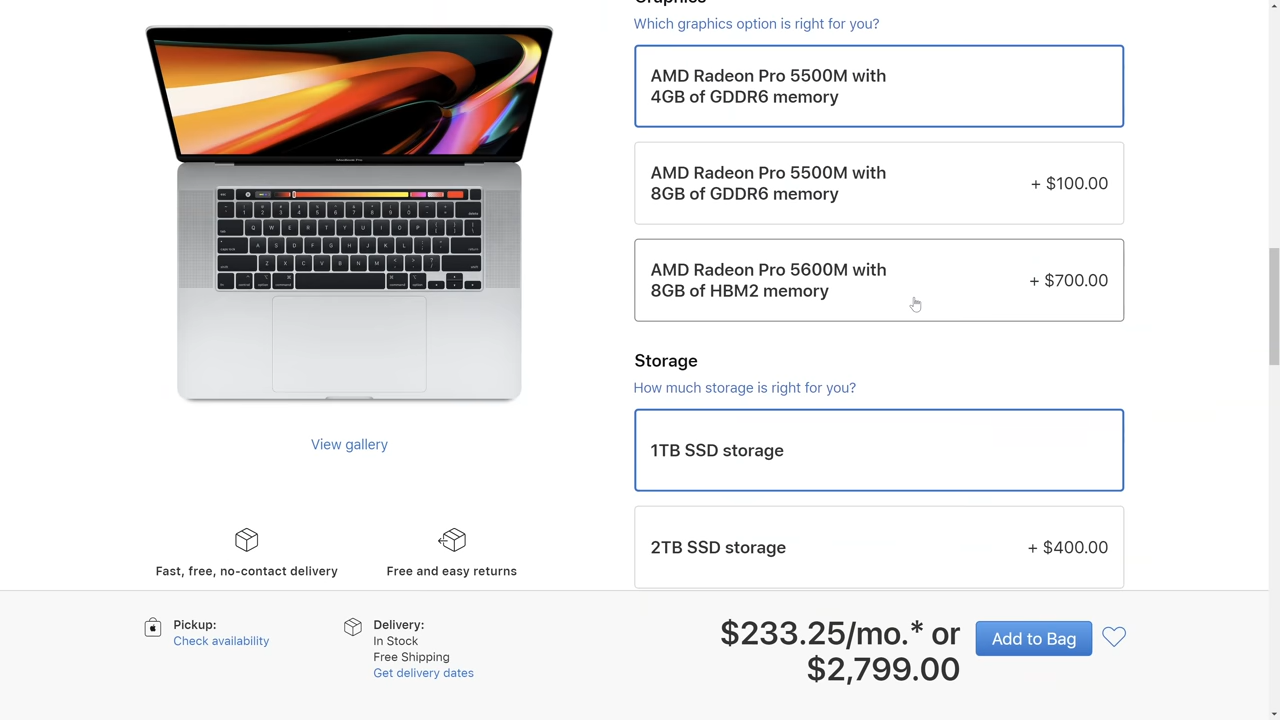 Graphics
Which graphics option is right for you?
AMD Radeon Pro 5500M with
4GB of GDDR6 memory
AMD Radeon Pro 5500M with
8GB of GDDR6 memory
+ $100.00
AMD Radeon Pro 5600M with
8GB of HBM2 memory
+ $700.00
Storage
How much storage is right for you?
1TB SSD storage
2TB SSD storage
+ $400.00
MacBook Pro
View gallery
Fast, free, no-contact delivery
Free and easy returns
Pickup:
Check availability
Delivery:
In Stock
Free Shipping
Get delivery dates
$233.25/mo.* or
$2,799.00
Add to Bag